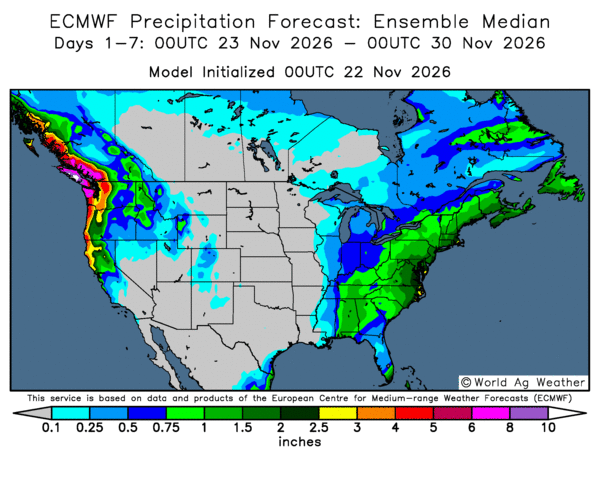 ECMWF Precipitation Forecast: Ensemble Median
Days 1–7: 00UTC 23 Nov 2026 – 00UTC 30 Nov 2026
Model Initialized 00UTC 22 Nov 2026
© World Ag Weather
This service is based on data and products of the European Centre for Medium-range Weather Forecasts (ECMWF)
0.1 0.25 0.5 0.75 1 1.5 2 2.5 3 4 5 6 8 10
inches